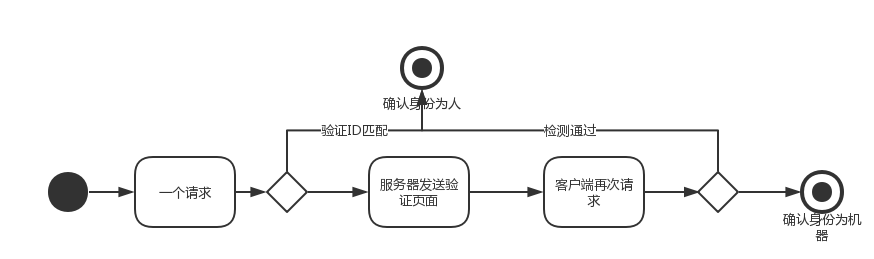 确认身份为人
验证ID匹配
检测通过
一个请求
服务器发送验
证页面
客户端再次请
求
确认身份为机
器